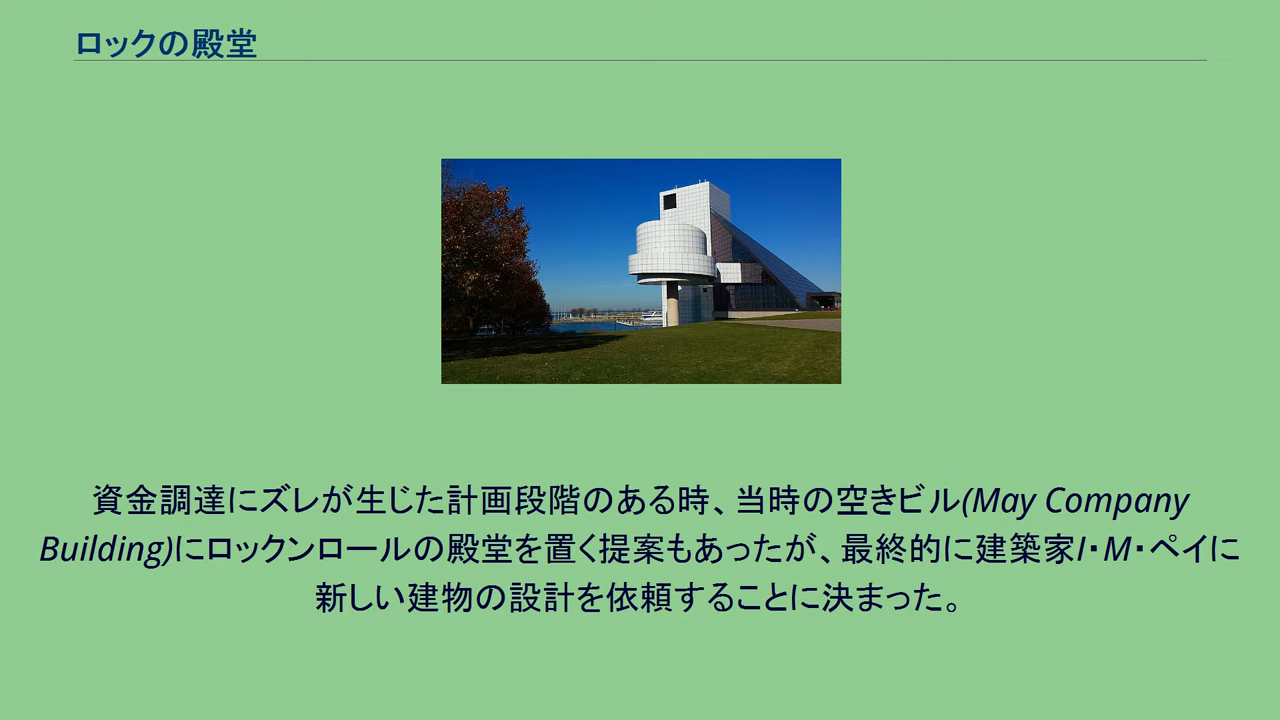 ロックの殿堂
資金調達にズレが生じた計画段階のある時、当時の空きビル(May Company
Building)にロックンロールの殿堂を置く提案もあったが、最終的に建築家I・M・ペイに
新しい建物の設計を依頼することに決まった。